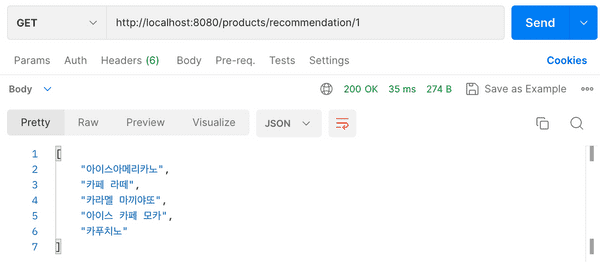 GET http://localhost:8080/products/recommendation/1 Send
Params Auth Headers (6) Body Pre-req. Tests Settings Cookies
Body 200 OK 35 ms 274 B Save as Example
Pretty Raw Preview Visualize JSON
1 [
2 "아이스아메리카노",
3 "카페 라떼",
4 "카라멜 마끼야또",
5 "아이스 카페 모카",
6 "카푸치노"
7 ]